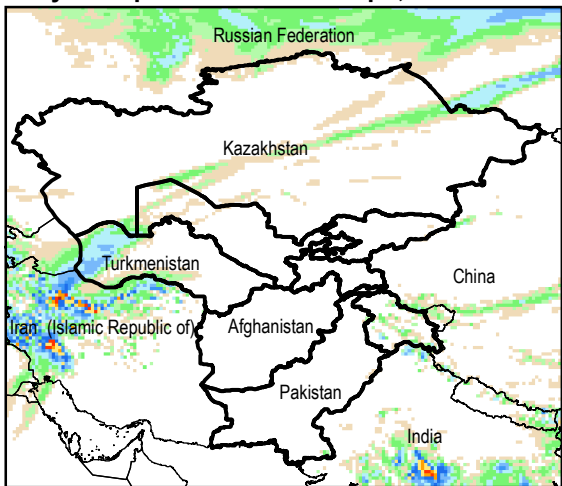 Russian Federation
Kazakhstan
Turkmenistan
China
Iran (Islamic Republic of)
Afghanistan
Pakistan
India